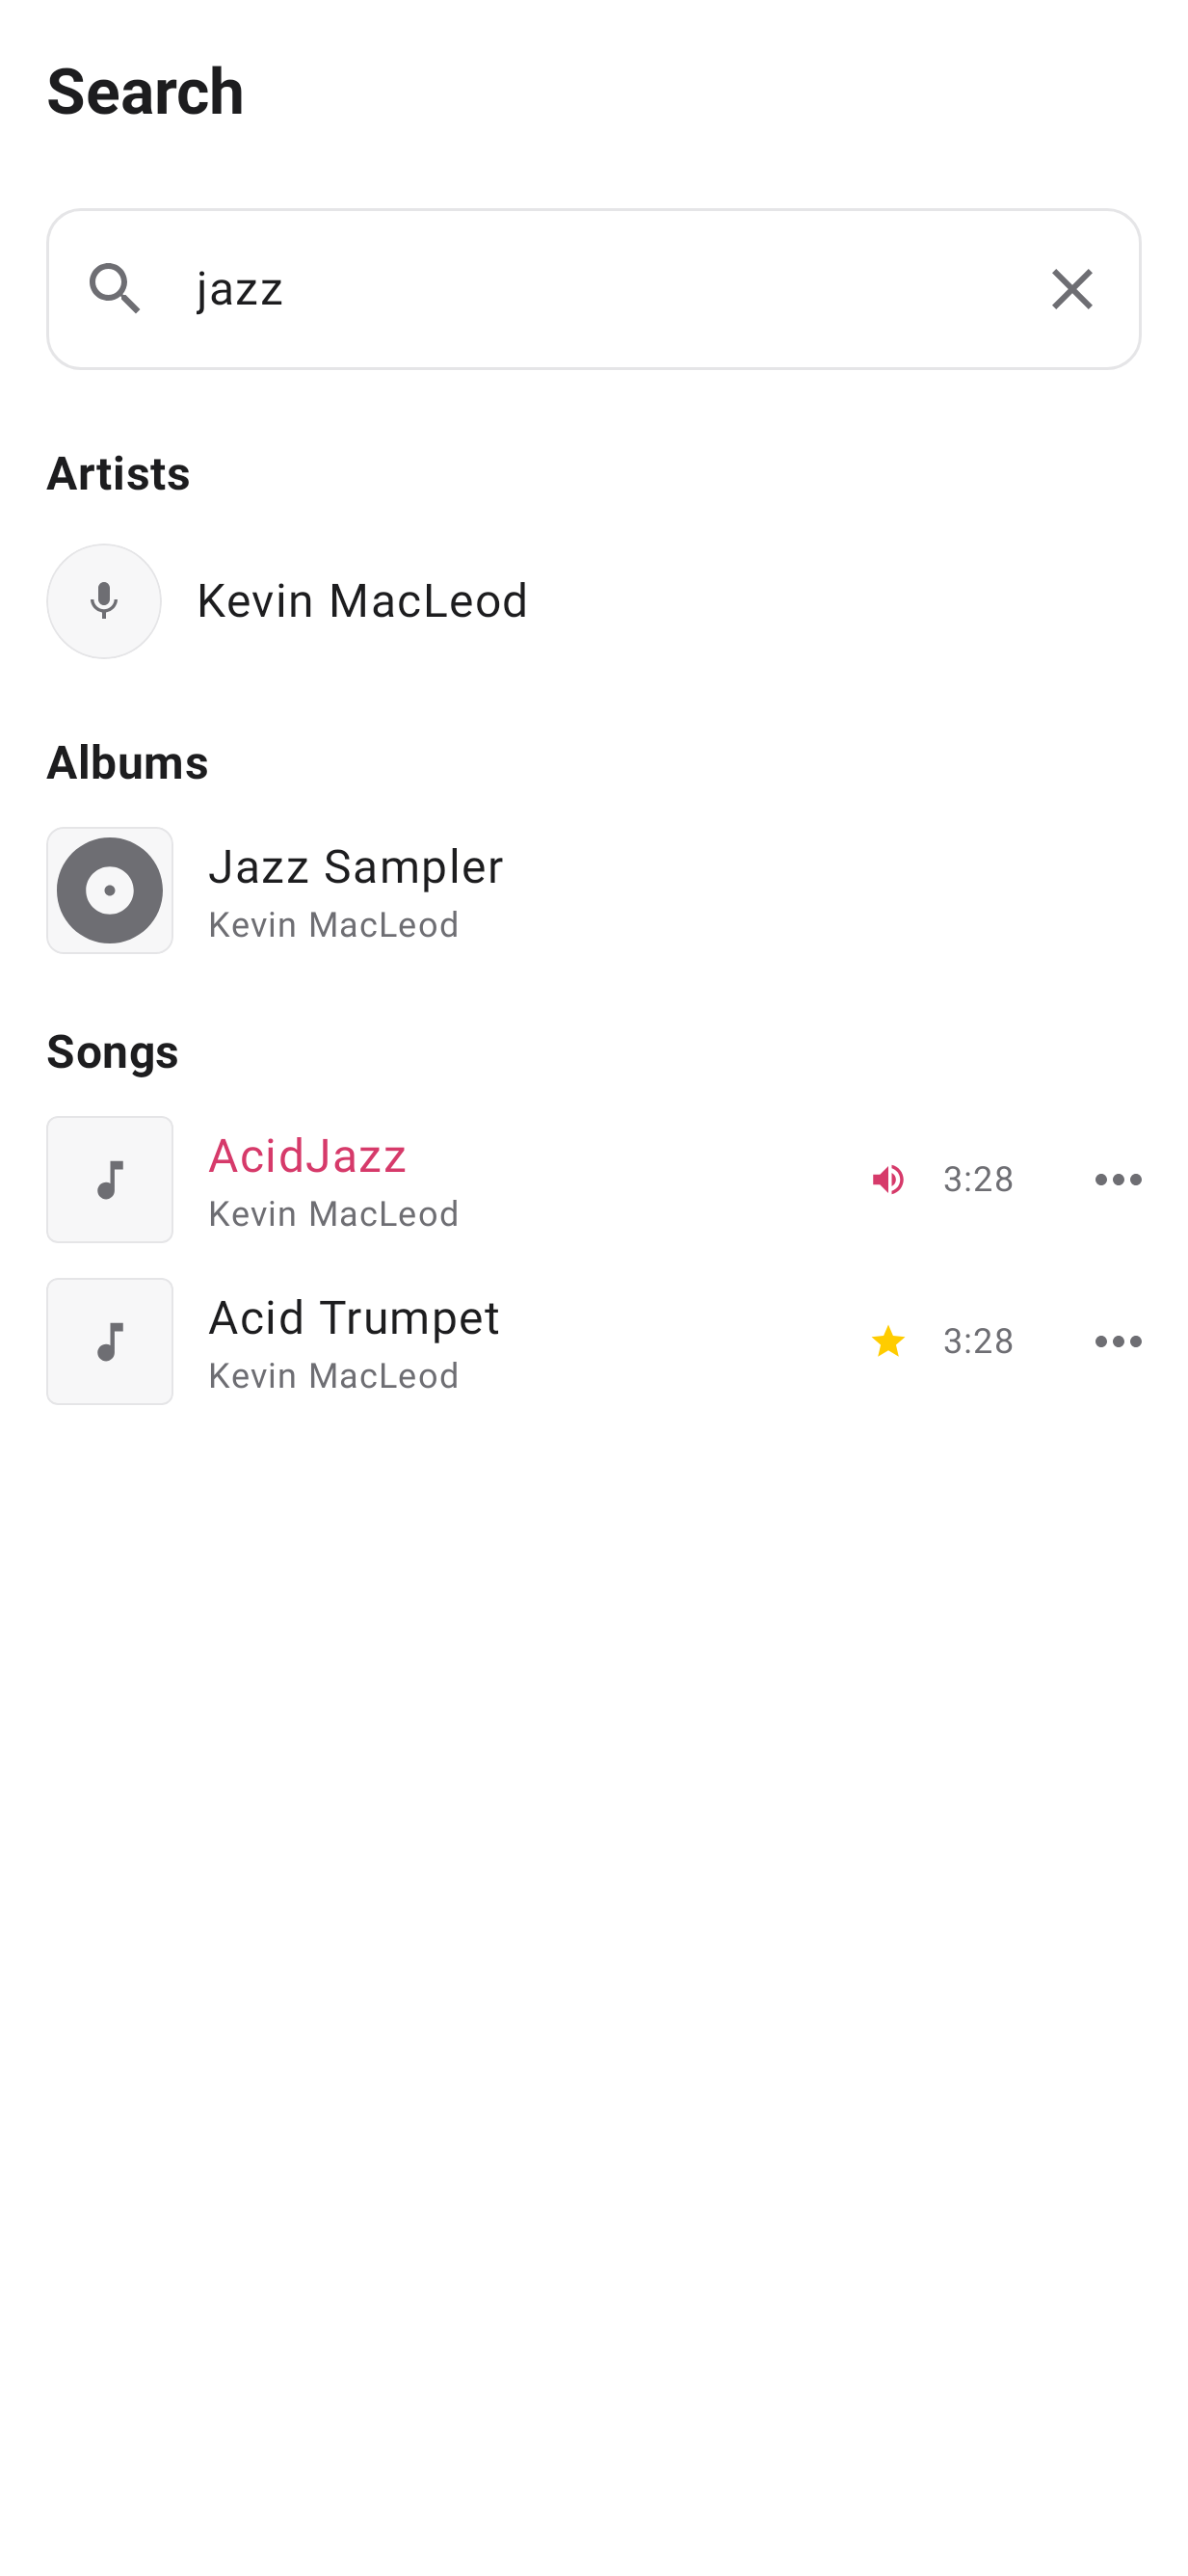 Search
jazz
Artists
Kevin MacLeod
Albums
Jazz Sampler
Kevin MacLeod
Songs
AcidJazz
Kevin MacLeod
3:28
Acid Trumpet
Kevin MacLeod
3:28